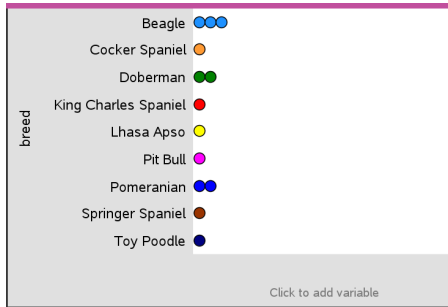 Beagle
Cocker Spaniel
Doberman
King Charles Spaniel
Lhasa Apso
Pit Bull
Pomeranian
Springer Spaniel
Toy Poodle
breed
Click to add variable